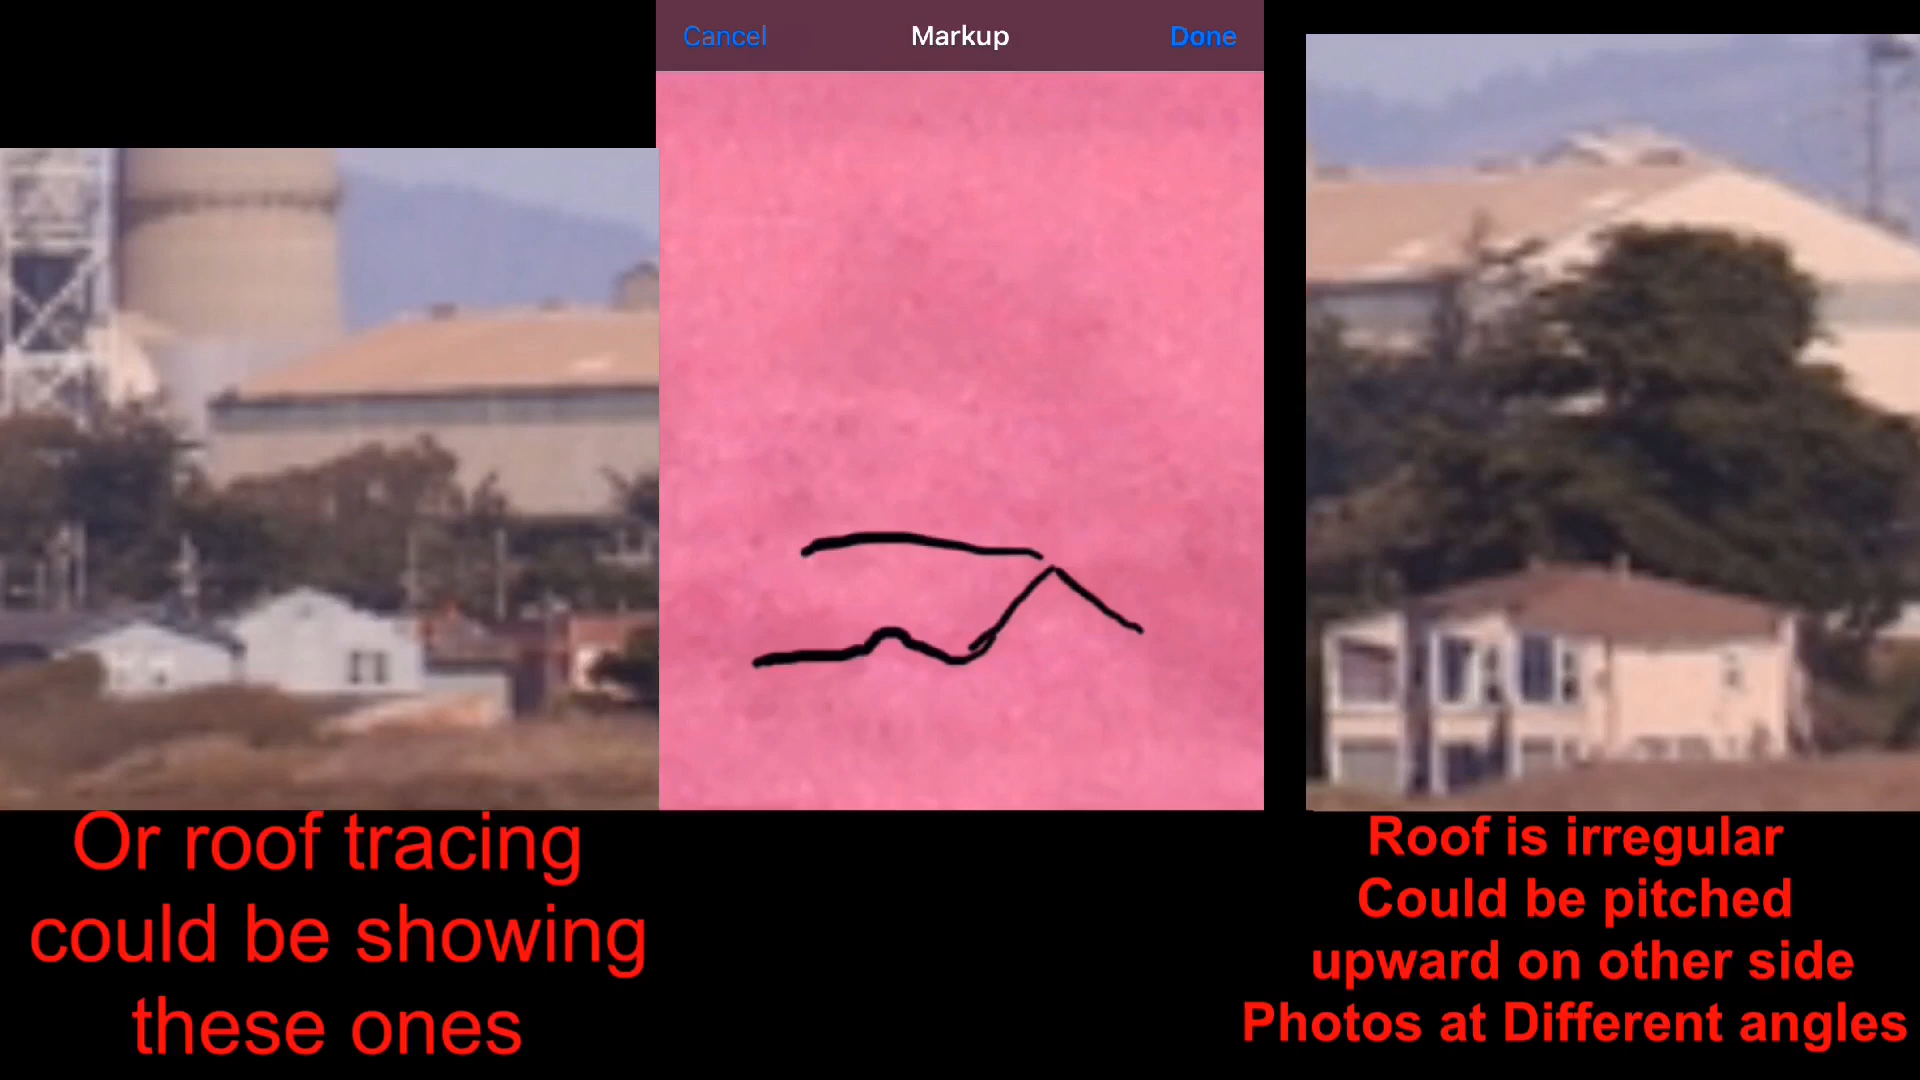 Cancel Markup Done
Or roof tracing
could be showing
these ones
Roof is irregular
Could be pitched
upward on other side
Photos at Different angles